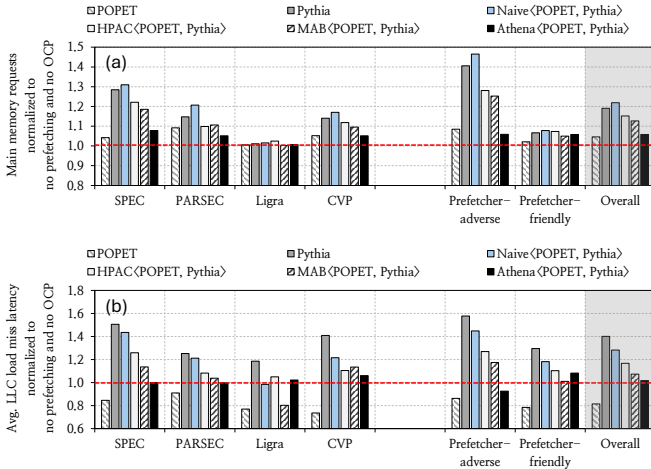 POPET Pythia Naive⟨POPET, Pythia⟩
HPAC⟨POPET, Pythia⟩ MAB⟨POPET, Pythia⟩ Athena⟨POPET, Pythia⟩
Main memory requests
normalized to
no prefetching and no OCP
(a)
1.5
1.4
1.3
1.2
1.1
1.0
0.9
0.8
SPEC PARSEC Ligra CVP Prefetcher-
adverse Prefetcher-
friendly Overall
POPET Pythia Naive⟨POPET, Pythia⟩
HPAC⟨POPET, Pythia⟩ MAB⟨POPET, Pythia⟩ Athena⟨POPET, Pythia⟩
Avg. LLC load miss latency
normalized to
no prefetching and no OCP
(b)
1.8
1.6
1.4
1.2
1.0
0.8
0.6
SPEC PARSEC Ligra CVP Prefetcher-
adverse Prefetcher-
friendly Overall